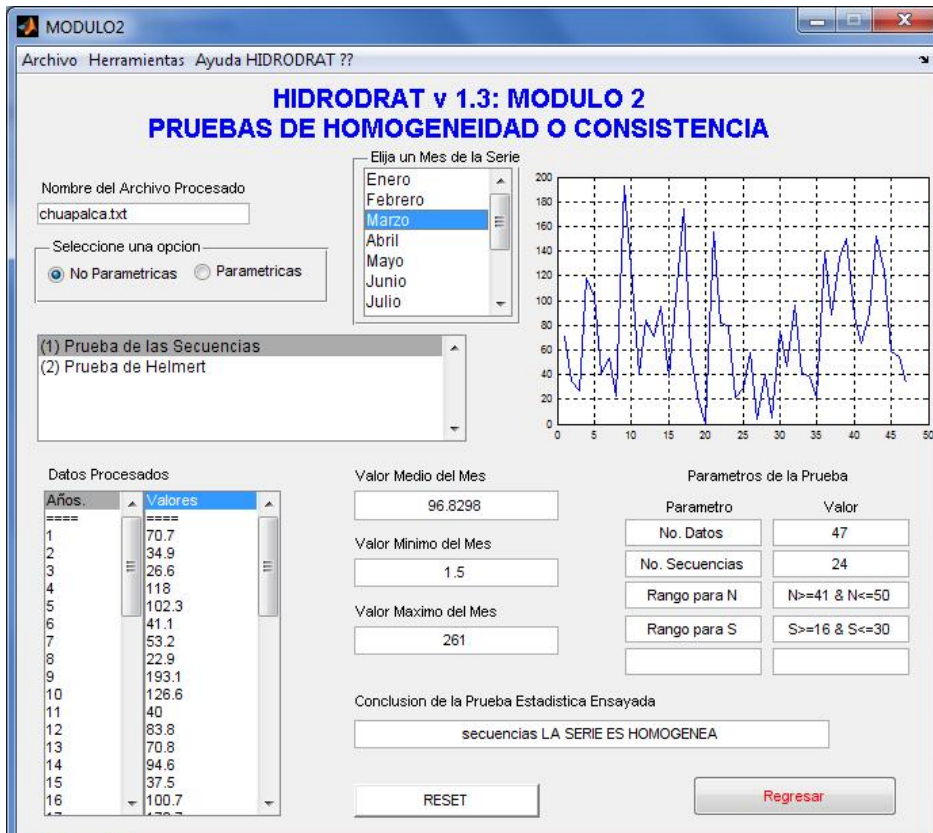 MODULO2
Archivo Herramientas Ayuda HIDRODRAT ??
HIDRODRAT v 1.3: MODULO 2
PRUEBAS DE HOMOGENEIDAD O CONSISTENCIA
Nombre del Archivo Procesado
chuapalca.txt
Seleccione una opcion
No Parametricas Parametricas
Elija un Mes de la Serie
Enero
Febrero
Marzo
Abril
Mayo
Junio
Julio
200
180
160
140
120
100
80
60
40
20
0
0 5 10 15 20 25 30 35 40 45 50
(1) Prueba de las Secuencias
(2) Prueba de Helmert
Datos Procesados
Años. Valores
==== ====
1 70.7
2 34.9
3 26.6
4 118
5 102.3
6 41.1
7 53.2
8 22.9
9 193.1
10 126.6
11 40
12 83.8
13 70.8
14 94.6
15 37.5
16 100.7
Valor Medio del Mes
96.8298
Valor Minimo del Mes
1.5
Valor Maximo del Mes
261
Parametros de la Prueba
Parametro Valor
No. Datos 47
No. Secuencias 24
Rango para N N>=41 & N<=50
Rango para S S>=16 & S<=30
Conclusion de la Prueba Estadistica Ensayada
secuencias LA SERIE ES HOMOGENEA
RESET
Regresar